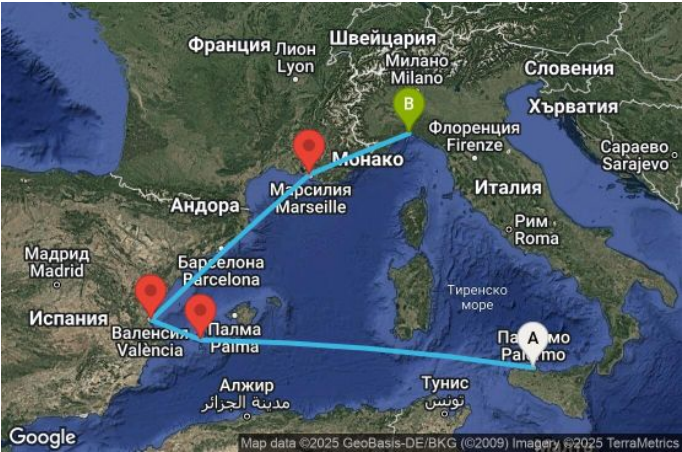 Франция
Лион
Lyon
Швейцария
Милано
Milano
Словения
Хърватия
B
Флоренция
Firenze
Сараево
Sarajevo
Монако
Марсилия
Marseille
Италия
Андора
Рим
Roma
Мадрид
Madrid
Барселона
Barcelona
Тиренско
море
Испания
Валенсия
València
Палма
Palma
A
Алжир
مدينة الجزائر
Тунис
تونس
Google
Map data ©2025 GeoBasis-DE/BKG (©2009) Imagery ©2025 TerraMetrics